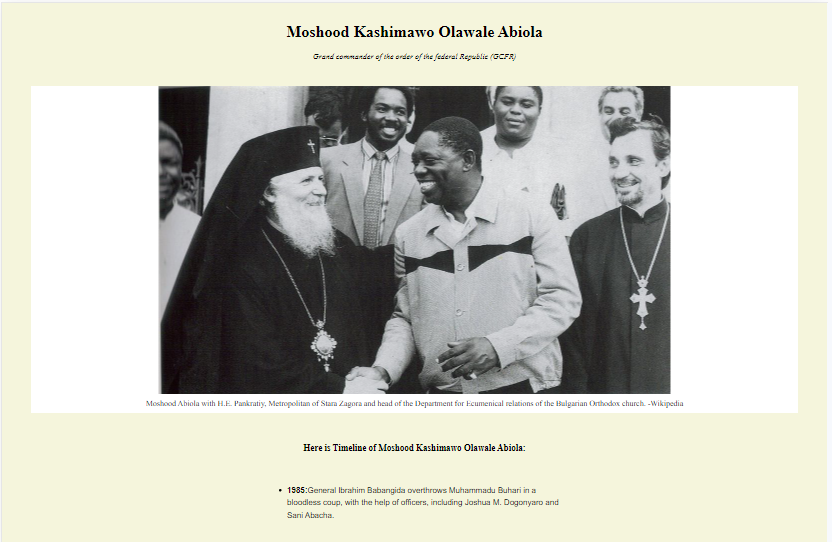 Moshood Kashimawo Olawale Abiola
Grand commander of the order of the federal Republic (GCFR)
Moshood Abiola with H.E. Pankratiy, Metropolitan of Stara Zagora and head of the Department for Ecumenical relations of the Bulgarian Orthodox church. -Wikipedia
Here is Timeline of Moshood Kashimawo Olawale Abiola:
• 1985:General Ibrahim Babangida overthrows Muhammadu Buhari in a
bloodless coup, with the help of officers, including Joshua M. Dogonyaro and
Sani Abacha.